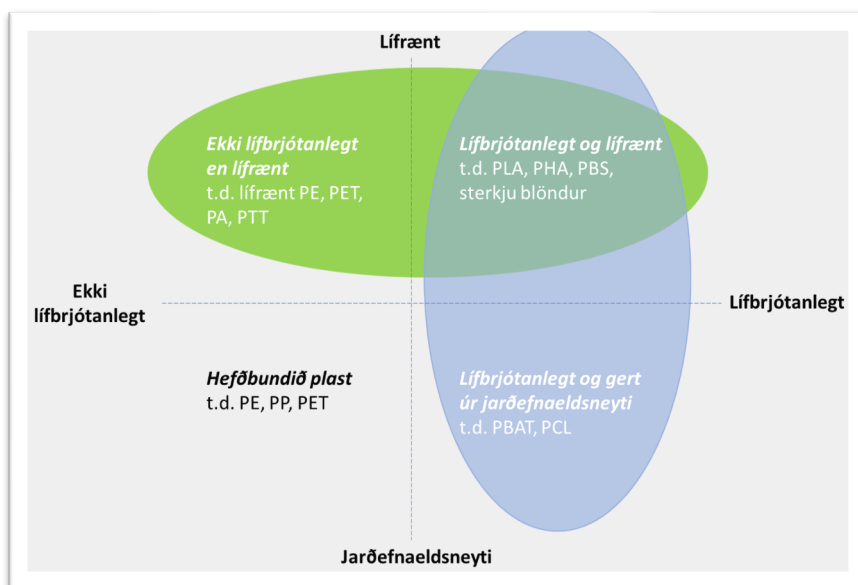 Lífrænt
Ekki lífbrjótanlegt
en lífrænt
t.d. lífrænt PE, PET,
PA, PTT
Lífbrjótanlegt og lífrænt
t.d. PLA, PHA, PBS,
sterkju blöndur
Ekki
lífbrjótanlegt
Lífbrjótanlegt
Hefðbundið plast
t.d. PE, PP, PET
Lífbrjótanlegt og gert
úr jarðefnaeldsneyti
t.d. PBAT, PCL
Jarðefnaeldsneyti